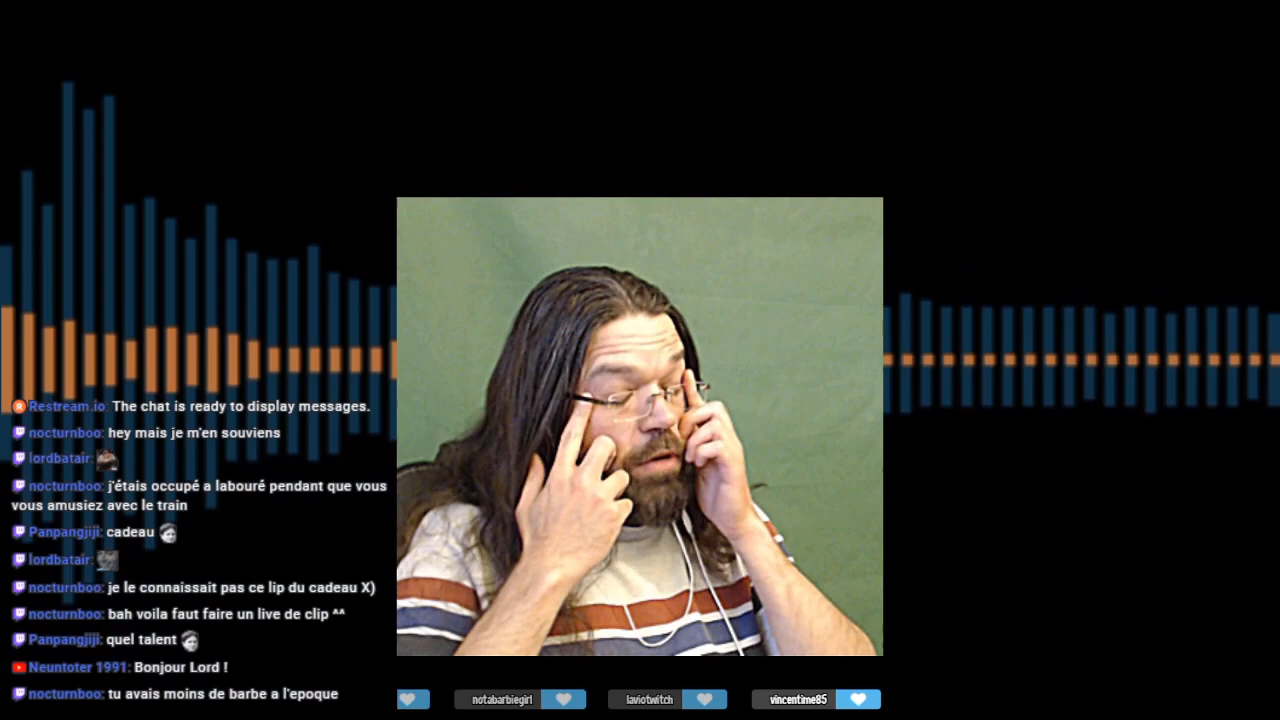 Restream.io: The chat is ready to display messages.
nocturnboo: hey mais je m'en souviens
lordbatair:
nocturnboo: j'étais occupé a labouré pendant que vous
vous amusiez avec le train
Panpangjiji: cadeau
lordbatair:
nocturnboo: je le connaissait pas ce lip du cadeau X)
nocturnboo: bah voila faut faire un live de clip ^^
Panpangjiji: quel talent
Neuntoter 1991: Bonjour Lord !
nocturnboo: tu avais moins de barbe a l'epoque
notabarbiegirl laviotwitch vincentime85